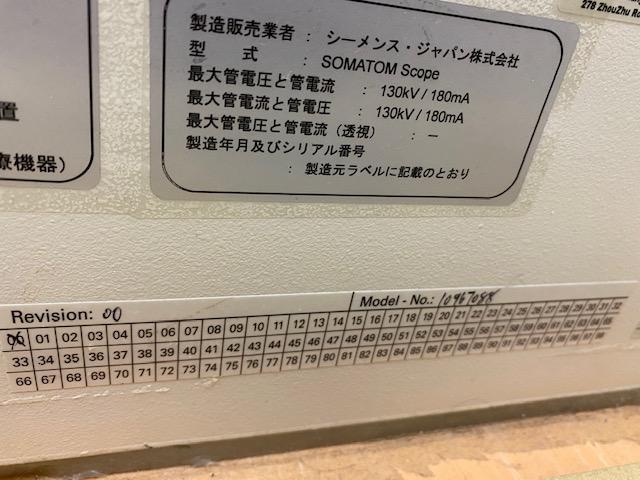 278 ZhouZhu
置
療機器)
製造販売業者 : シーメンス・ジャパン株式会社
型 式 : SOMATOM Scope
最大管電圧と管電流 : 130kV / 180mA
最大管電流と管電圧 : 130kV / 180mA
最大管電圧と管電流 (透視) : ー
製造年月及びシリアル番号
: 製造元ラベルに記載のとおり
Revision: 00 Model - No.:
00 01 02 03 04 05 06 07 08 09 10 11 12 13 14 15 16 17 18 19 20 21 22 23 24 25 26 27 28 29 30 31 32
33 34 35 36 37 38 39 40 41 42 43 44 45 46 47 48 49 50 51 52 53 54 55 56 57 58 59 60 61 62 63 64 65
66 67 68 69 70 71 72 73 74 75 76 77 78 79 80 81 82 83 84 85 86 87 88 89 90 91 92 93 94 95 96 97 98